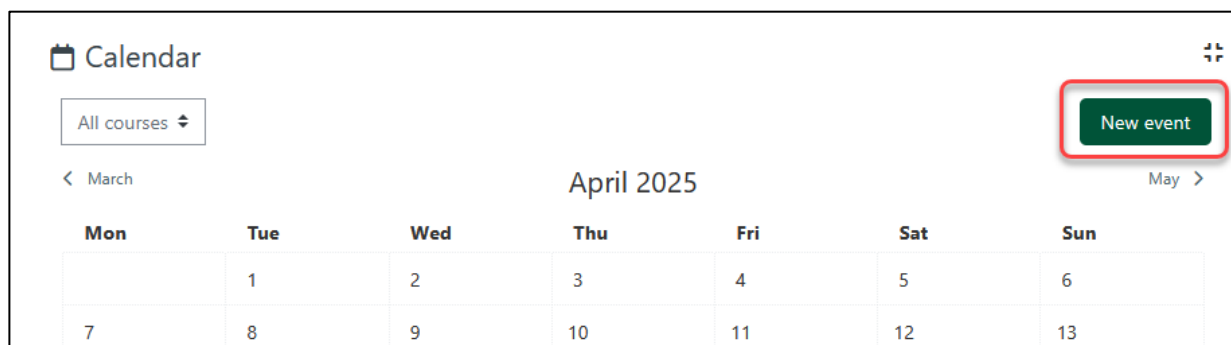 Calendar
All courses
New event
March
April 2025
May
Mon Tue Wed Thu Fri Sat Sun
1 2 3 4 5 6
7 8 9 10 11 12 13